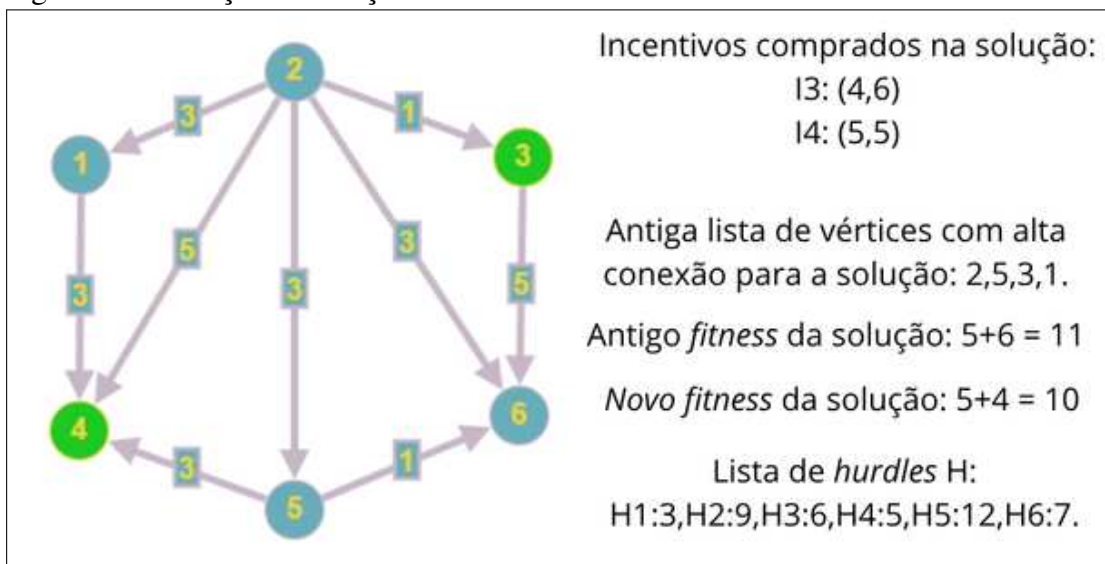 2
3
1
1
3
5
3
3
3
5
4
6
3
1
5
Incentivos comprados na solução:
I3: (4,6)
I4: (5,5)
Antiga lista de vértices com alta
conexão para a solução: 2,5,3,1.
Antigo fitness da solução: 5+6 = 11
Novo fitness da solução: 5+4 = 10
Lista de hurdles H:
H1:3,H2:9,H3:6,H4:5,H5:12,H6:7.